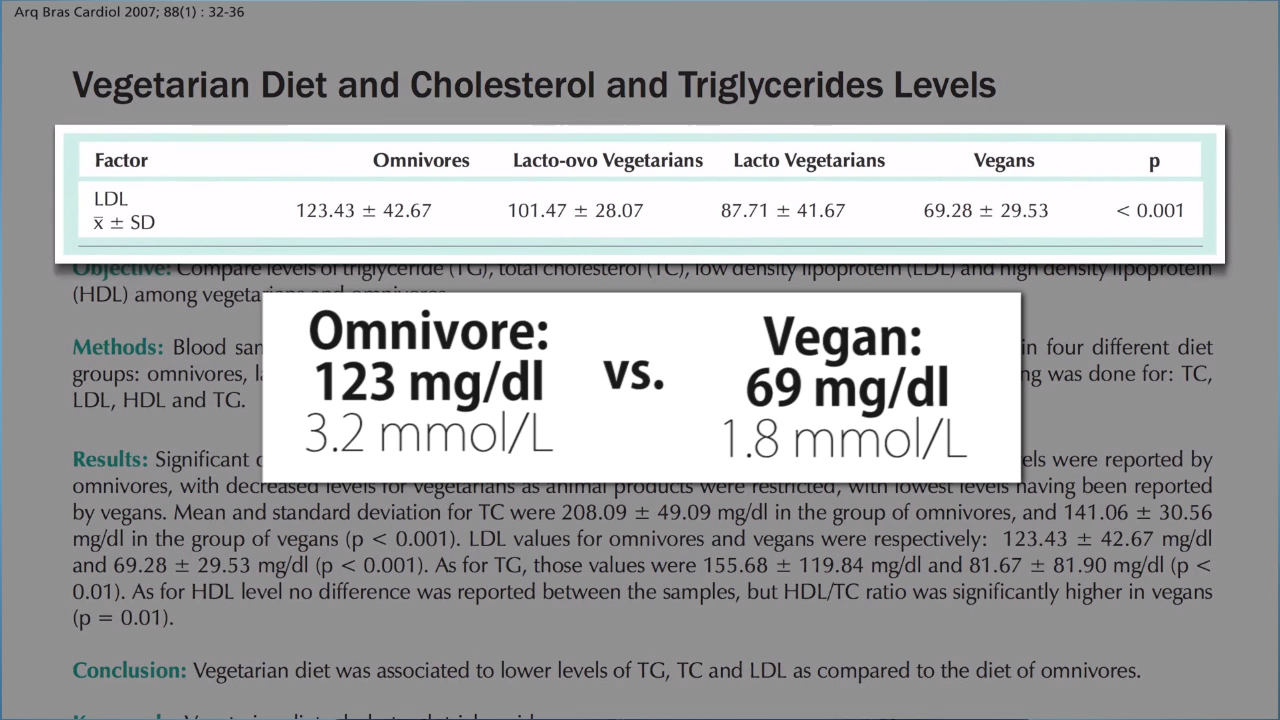 Arq Bras Cardiol 2007; 88(1) : 32-36
Vegetarian Diet and Cholesterol and Triglycerides Levels
Factor Omnivores Lacto-ovo Vegetarians Lacto Vegetarians Vegans p
LDL
x̅ ± SD 123.43 ± 42.67 101.47 ± 28.07 87.71 ± 41.67 69.28 ± 29.53 < 0.001
Objective: Compare levels of triglyceride (TG), total cholesterol (TC), low density lipoprotein (LDL) and high density lipoprotein
(HDL) among vegetarians and omnivores.
Omnivore:
123 mg/dl
3.2 mmol/L
vs.
Vegan:
69 mg/dl
1.8 mmol/L
Methods: Blood in four different diet
groups: omnivores, was done for: TC,
LDL, HDL and TG.
Results: Significant were reported by
omnivores, with decreased levels for vegetarians as animal products were restricted, with lowest levels having been reported
by vegans. Mean and standard deviation for TC were 208.09 ± 49.09 mg/dl in the group of omnivores, and 141.06 ± 30.56
mg/dl in the group of vegans (p < 0.001). LDL values for omnivores and vegans were respectively: 123.43 ± 42.67 mg/dl
and 69.28 ± 29.53 mg/dl (p < 0.001). As for TG, those values were 155.68 ± 119.84 mg/dl and 81.67 ± 81.90 mg/dl (p <
0.01). As for HDL level no difference was reported between the samples, but HDL/TC ratio was significantly higher in vegans
(p = 0.01).
Conclusion: Vegetarian diet was associated to lower levels of TG, TC and LDL as compared to the diet of omnivores.